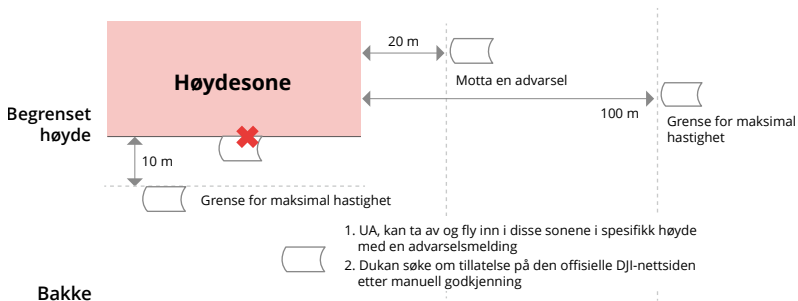 20 m
Høydesone
Motta en advarsel
100 m
Grense for maksimal
hastighet
Begrenset
høyde
10 m
Grense for maksimal hastighet
1. UA, kan ta av og fly inn i disse sonene i spesifikk høyde
med en advarselsmelding
2. Dukan søke om tillatelse på den offisielle DJI-nettsiden
etter manuell godkjenning
Bakke